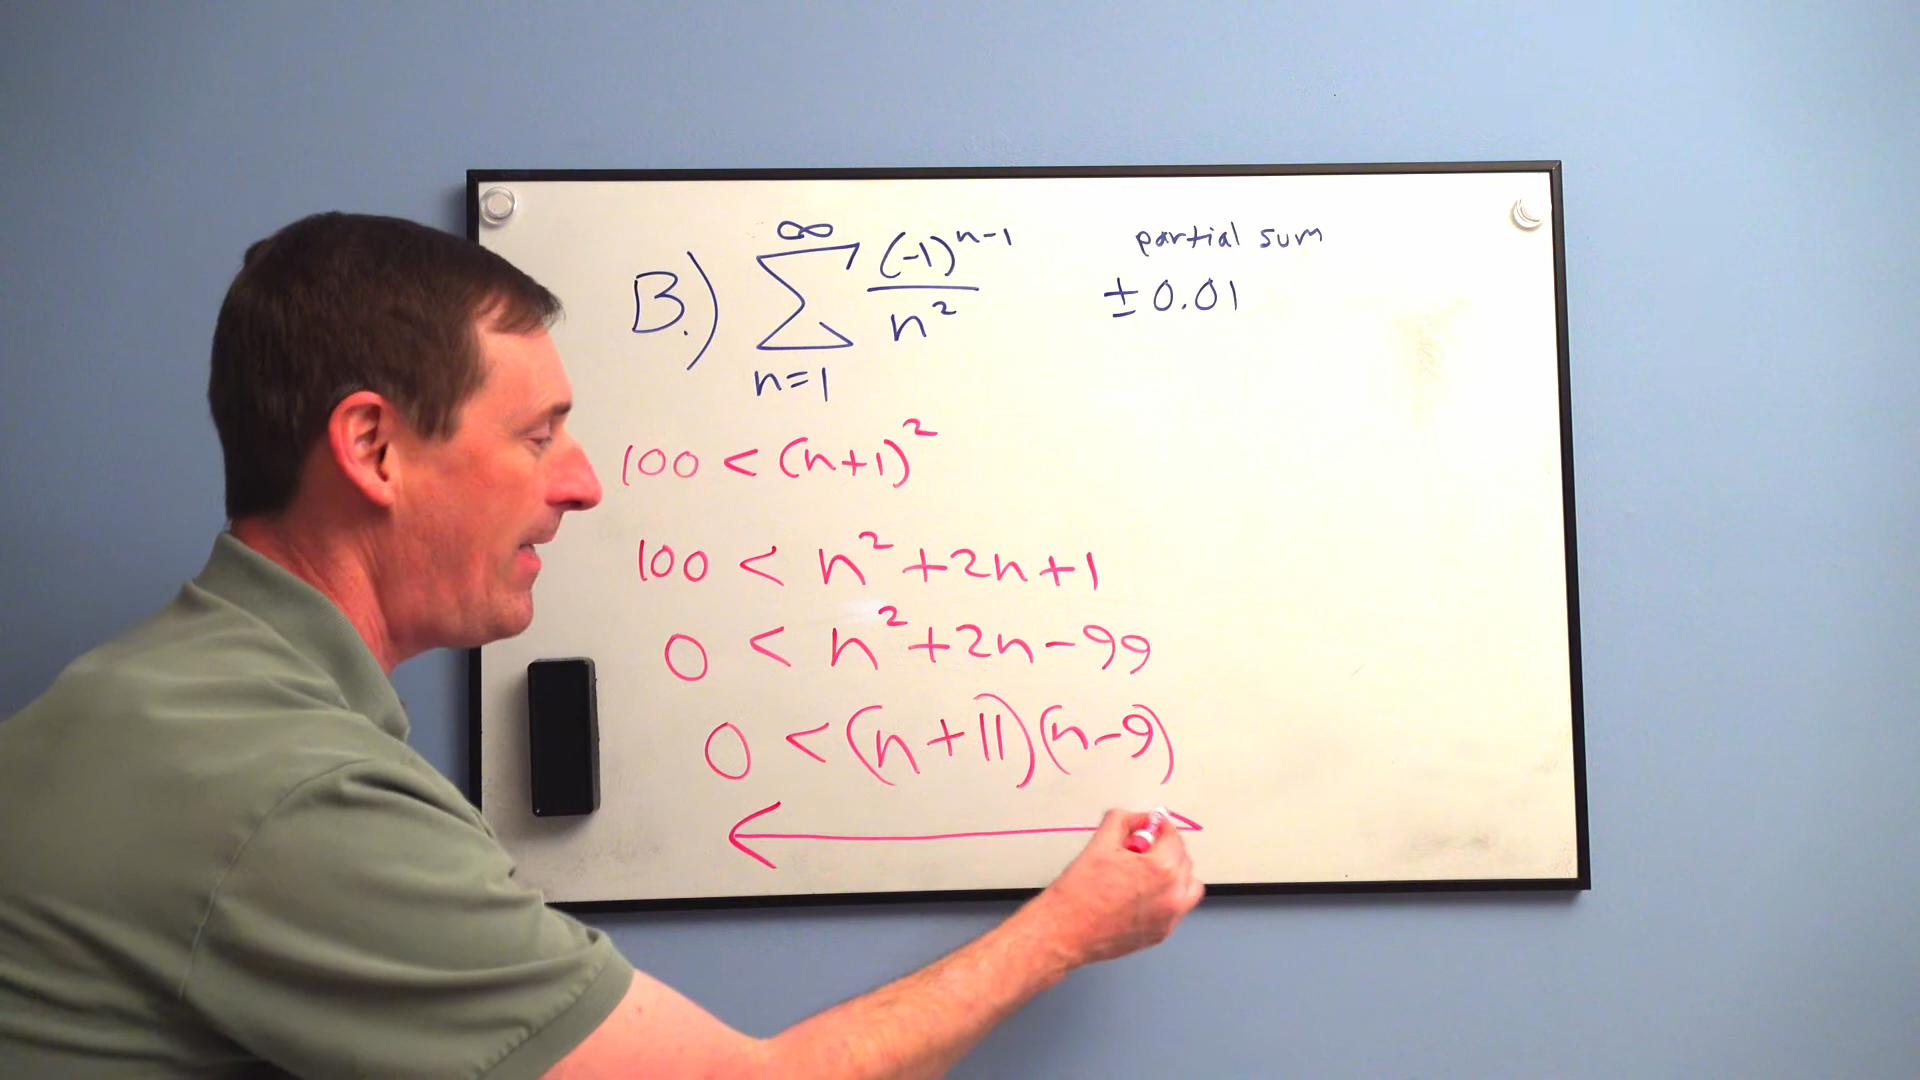 B.) ∑ n=1 ∞ (-1)^(n-1) / n²
partial sum
± 0.01
100 < (n+1)²
100 < n² + 2n + 1
0 < n² + 2n - 99
0 < (n + 11)(n - 9)